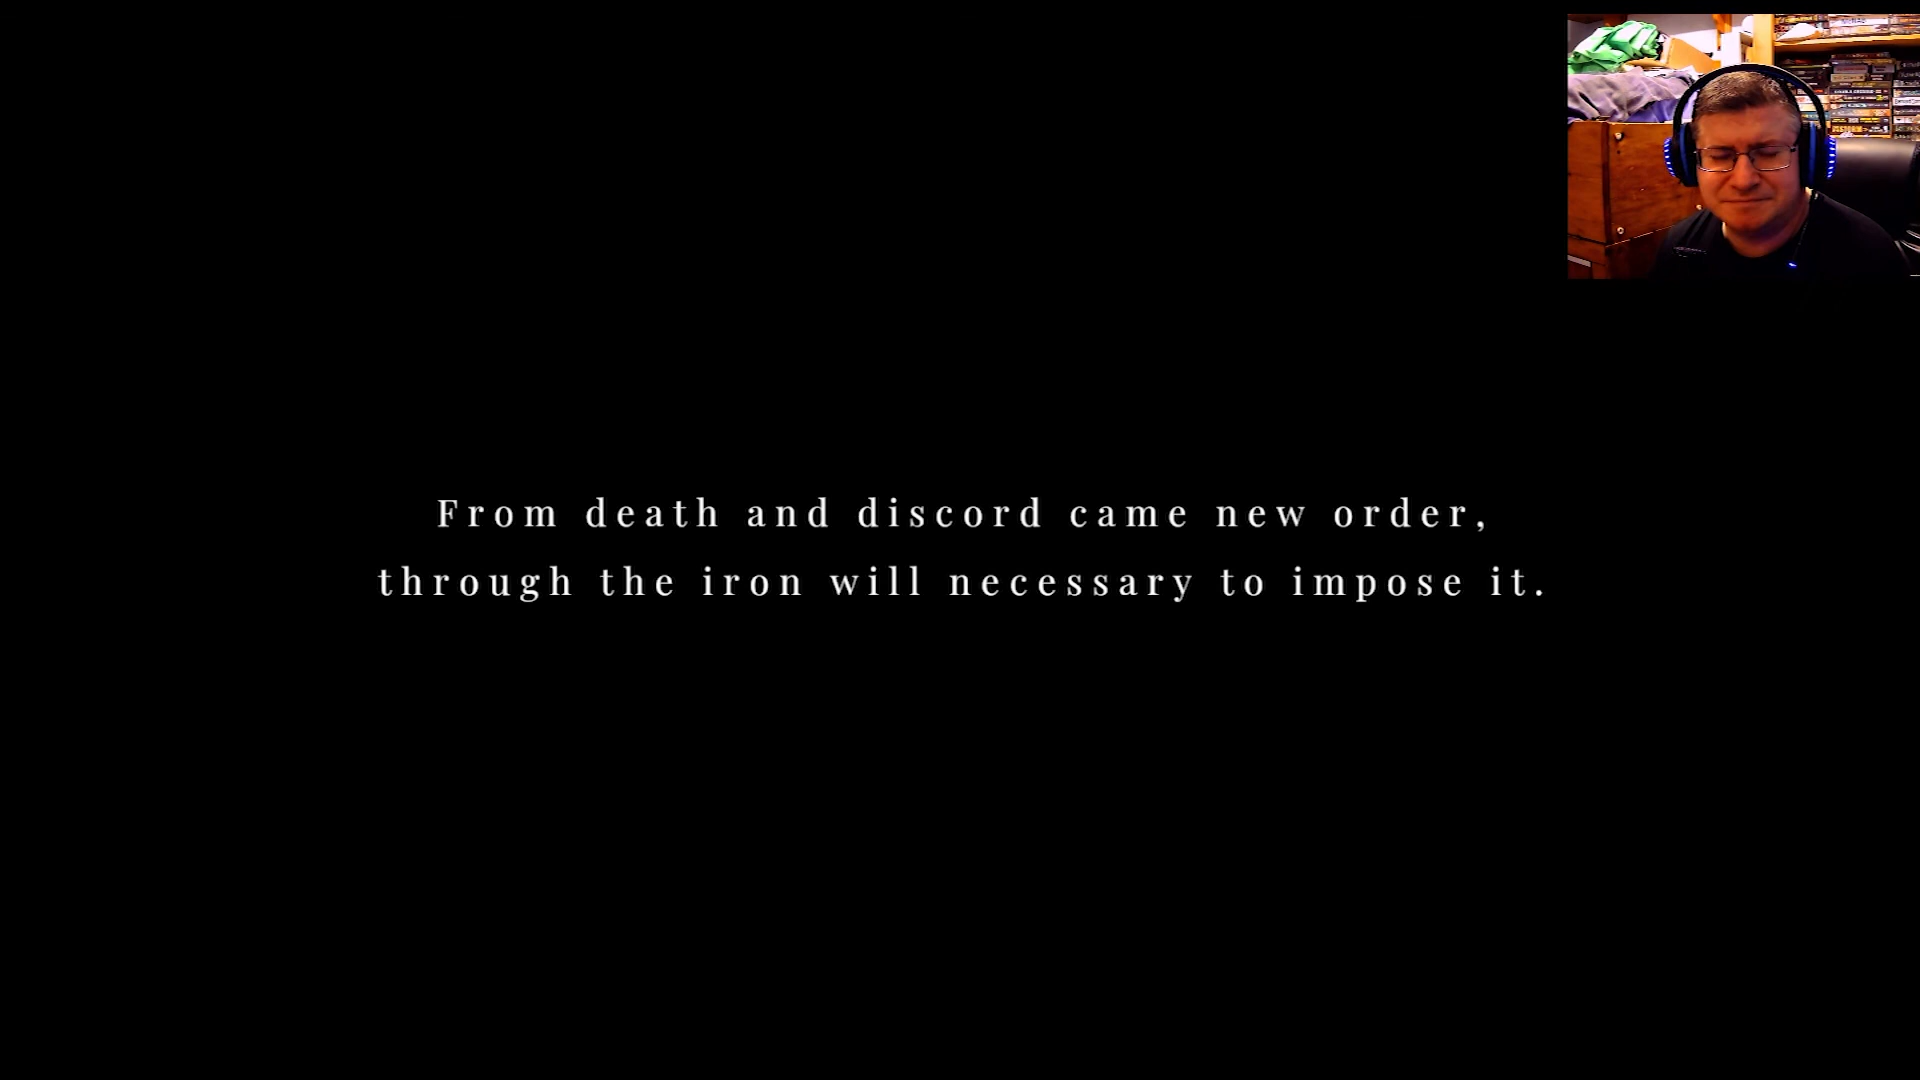 From death and discord came new order,
through the iron will necessary to impose it.